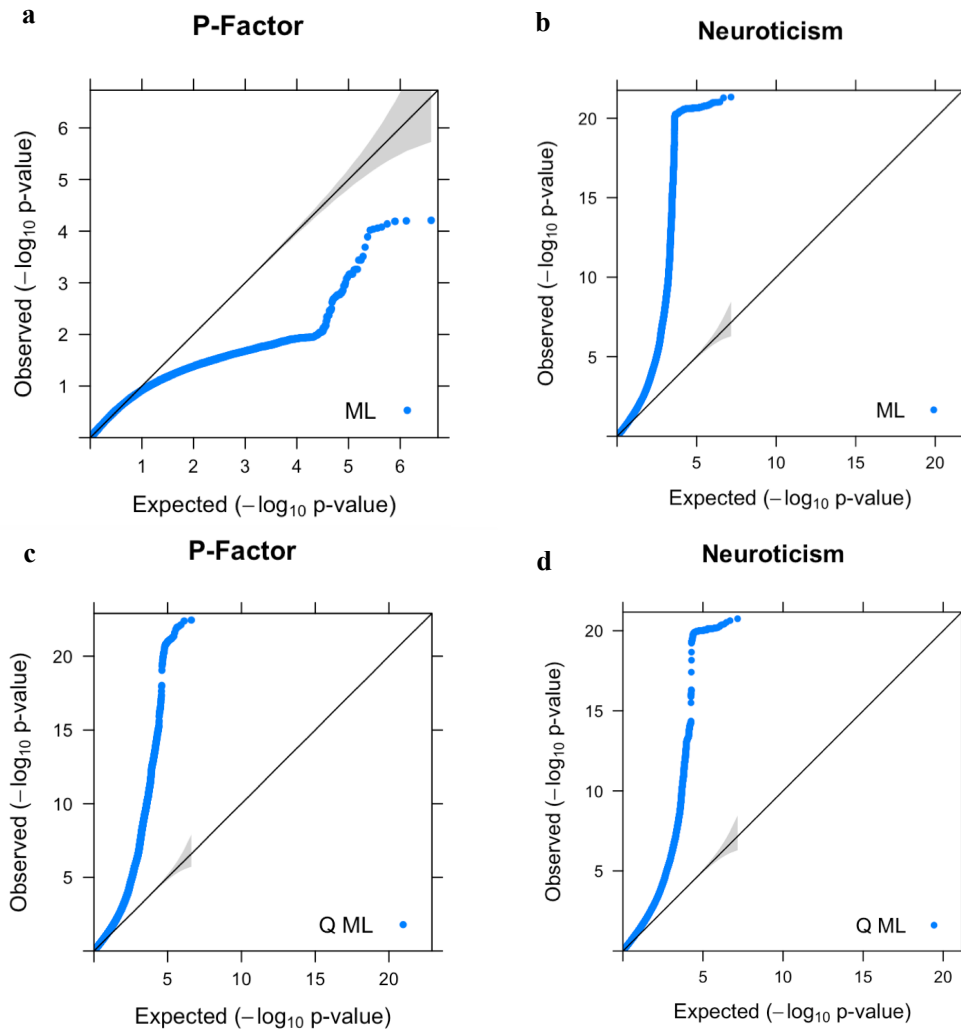 a
P-Factor
6
5
4
3
2
1
Observed (−log10 p-value)
ML
1 2 3 4 5 6
Expected (−log10 p-value)
b
Neuroticism
20
15
10
5
Observed (−log10 p-value)
ML
5 10 15 20
Expected (−log10 p-value)
c
P-Factor
20
15
10
5
Observed (−log10 p-value)
Q ML
5 10 15 20
Expected (−log10 p-value)
d
Neuroticism
20
15
10
5
Observed (−log10 p-value)
Q ML
5 10 15 20
Expected (−log10 p-value)